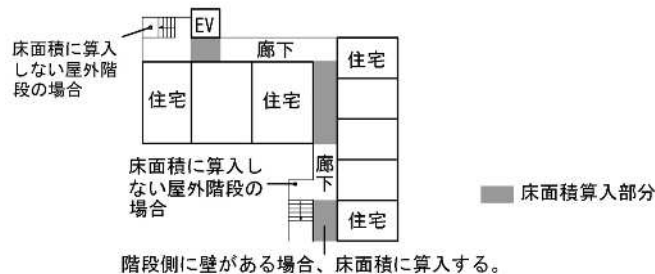 EV
床面積に算入
しない屋外階
段の場合
廊下
住宅
住宅
住宅
床面積に算入し
ない屋外階段の
場合
廊下
床面積算入部分
住宅
階段側に壁がある場合、床面積に算入する。